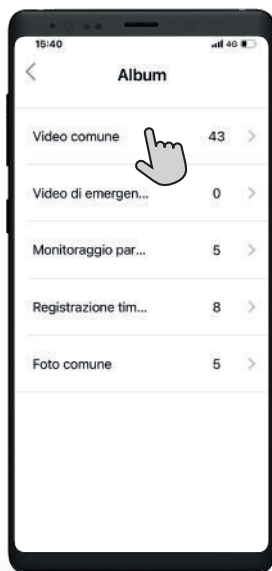 15:40
4G
Album
Video comune 43
Video di emergen... 0
Monitoraggio par... 5
Registrazione tim... 8
Foto comune 5